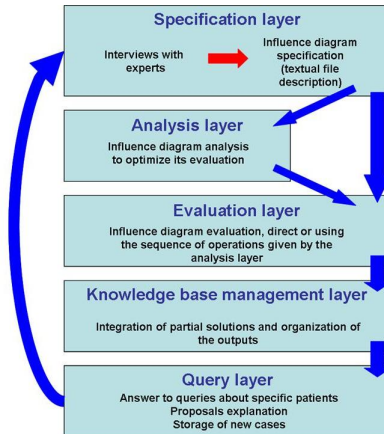 Specification layer
Interviews with
experts
Influence diagram
specification
(textual file
description)
Analysis layer
Influence diagram analysis
to optimize its evaluation
Evaluation layer
Influence diagram evaluation, direct or using
the sequence of operations given by the
analysis layer
Knowledge base management layer
Integration of partial solutions and organization of
the outputs
Query layer
Answer to queries about specific patients
Proposals explanation
Storage of new cases